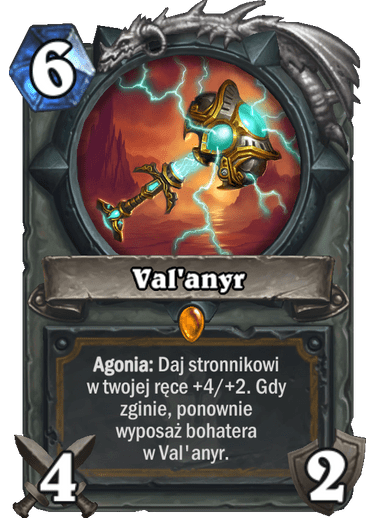 6
Val'anyr
Agonia: Daj stronnikowi
w twojej ręce +4/+2. Gdy
zginie, ponownie
wyposaż bohatera
w Val'anyr.
4
2